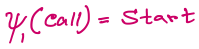 ψ₁(call) = Start